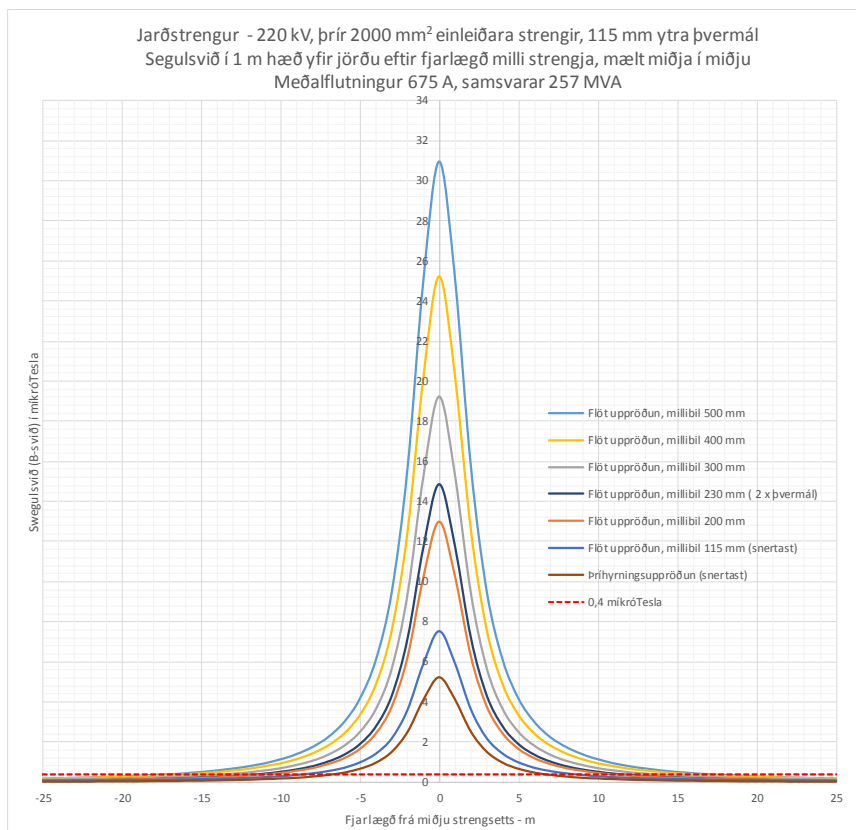 Jarðstrengur - 220 kV, þrír 2000 mm² einleiðara strengir, 115 mm ytra þvermál
Segulsvið í 1 m hæð yfir jörðu eftir fjarlægð milli strengja, mælt miðja í miðju
Meðalflutningur 675 A, samsvarar 257 MVA
34
32
30
28
26
24
22
20
18
16
14
12
10
8
6
4
2
0
Swegulsvið (B-svið) í míkróTesla
Flöt uppröðun, millibil 500 mm
Flöt uppröðun, millibil 400 mm
Flöt uppröðun, millibil 300 mm
Flöt uppröðun, millibil 230 mm ( 2 x þvermál)
Flöt uppröðun, millibil 200 mm
Flöt uppröðun, millibil 115 mm (snertast)
Þríhyrningsuppröðun (snertast)
0,4 míkróTesla
-25 -20 -15 -10 -5 0 5 10 15 20 25
Fjarlægð frá miðju strengsetts - m